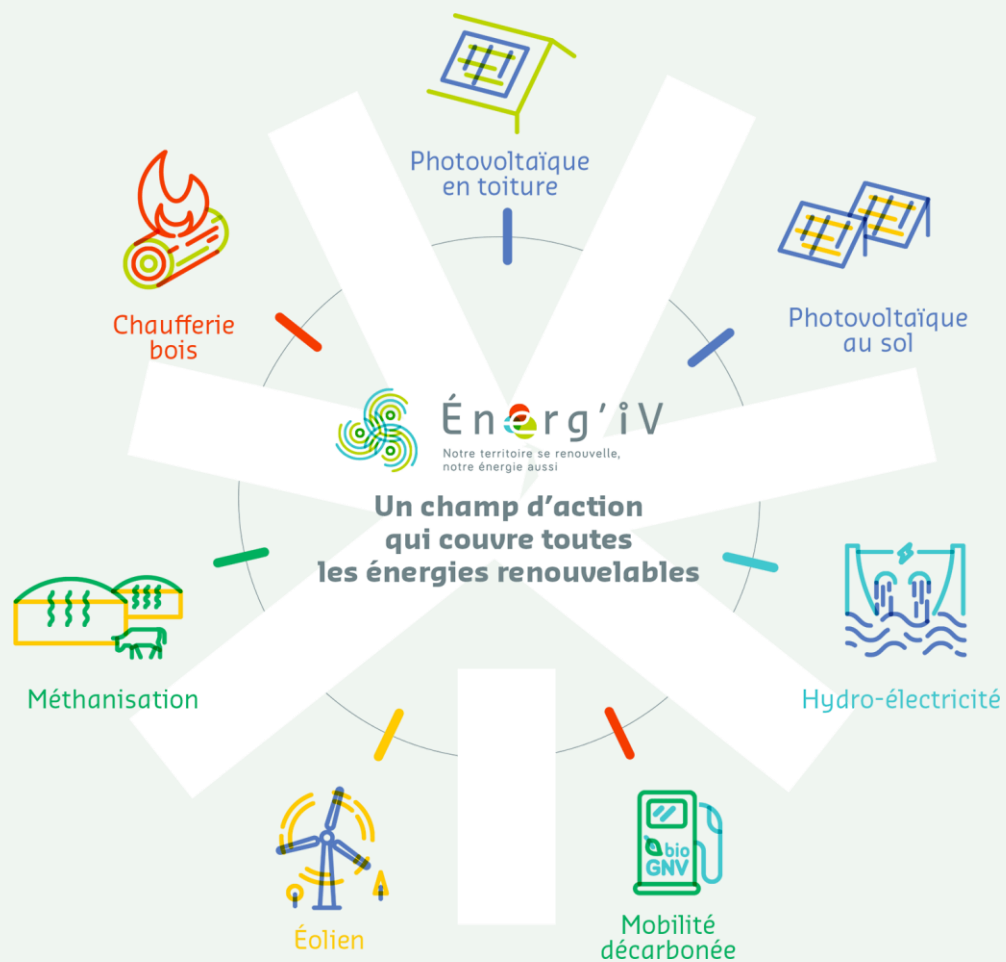 Photovoltaïque
en toiture
Chaufferie
bois
Photovoltaïque
au sol
Énerg'iV
Notre territoire se renouvelle,
notre énergie aussi
Un champ d'action
qui couvre toutes
les énergies renouvelables
Méthanisation
Hydro-électricité
bio
GNV
Éolien
Mobilité
décarbonée